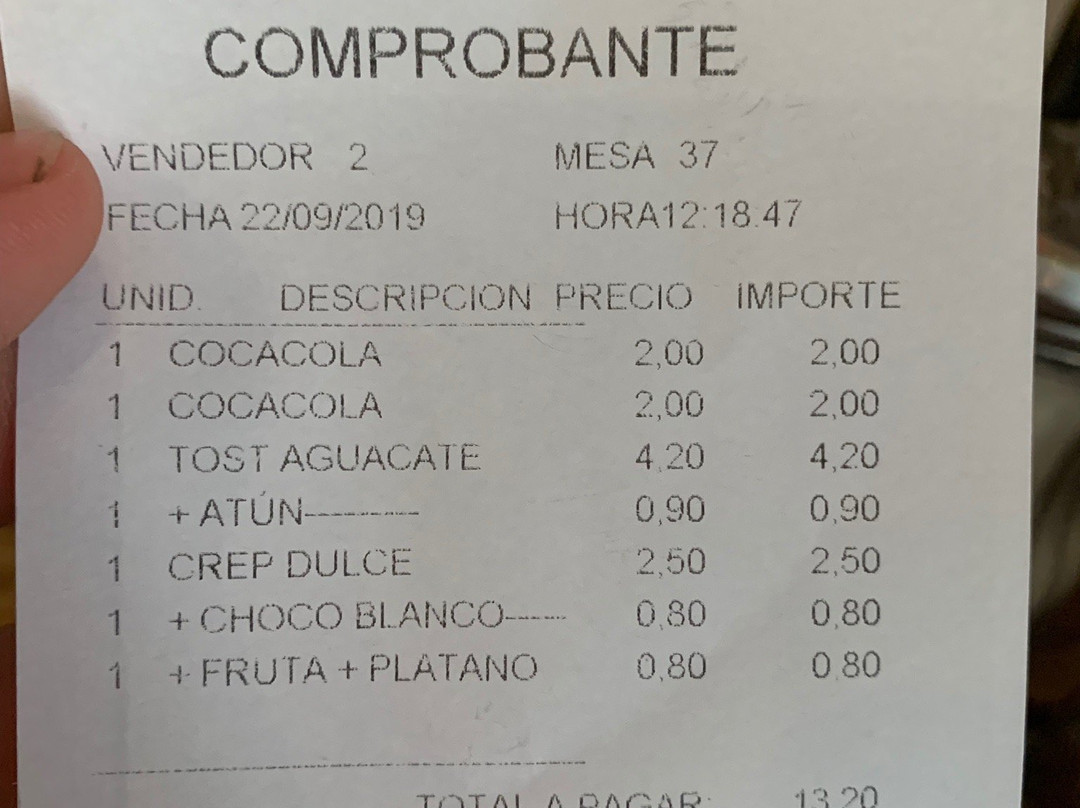 COMPROBANTE
VENDEDOR 2 MESA 37
FECHA 22/09/2019 HORA12:18:47
UNID. DESCRIPCION PRECIO IMPORTE
1 COCACOLA 2,00 2,00
1 COCACOLA 2,00 2,00
1 TOST AGUACATE 4,20 4,20
1 + ATÚN---------- 0,90 0,90
1 CREP DULCE 2,50 2,50
1 + CHOCO BLANCO------ 0,80 0,80
1 + FRUTA + PLATANO 0,80 0,80
TOTAL A PAGAR: 13,20